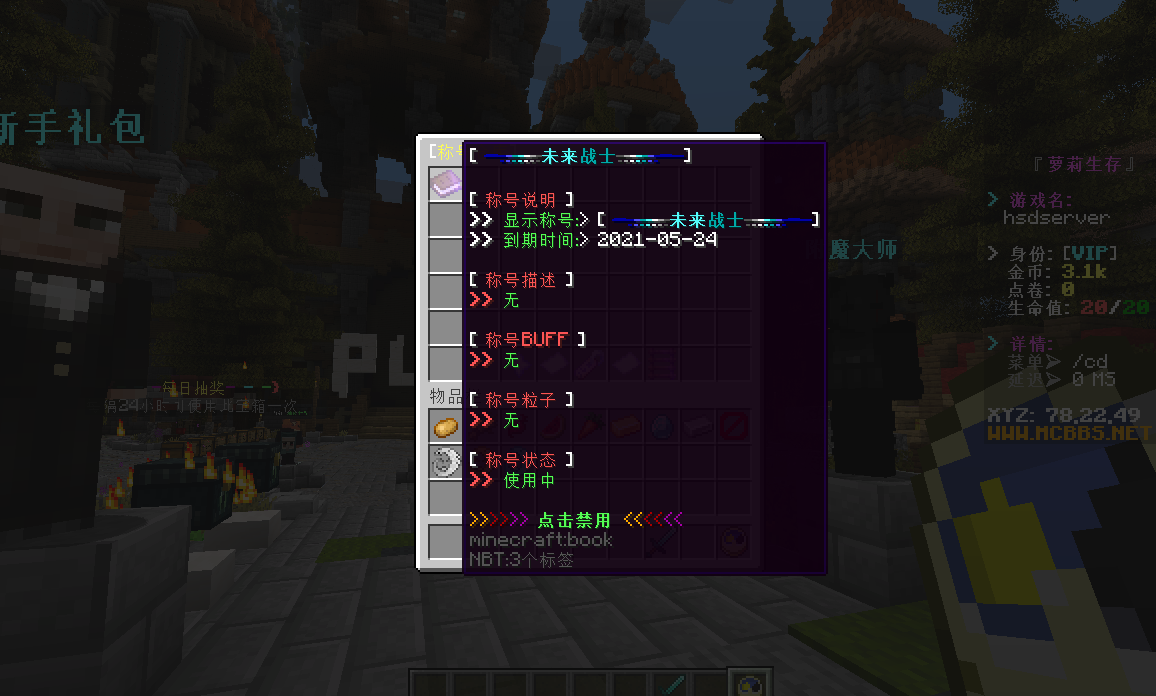 新手礼包
[称号
[ 未来战士 ]
[ 称号说明 ]
>> 显示称号:> [ 未来战士 ]
>> 到期时间:> 2021-05-24
[ 称号描述 ]
>> 无
[ 称号BUFF ]
>> 无
[ 称号粒子 ]
>> 无
[ 称号状态 ]
>> 使用中
>>>>>> 点击禁用 <<<<<<
minecraft:book
NBT:3个标签
物品
每日抽奖
魔大师
『萝莉生存』
> 游戏名:
hsdserver
> 身份: [VIP]
金币: 3.1k
点卷: 0
生命值: 20/20
> 详情:
菜单> /cd
延迟> 0 MS
XYZ: 78,22,49
WWW.MCBBS.NET